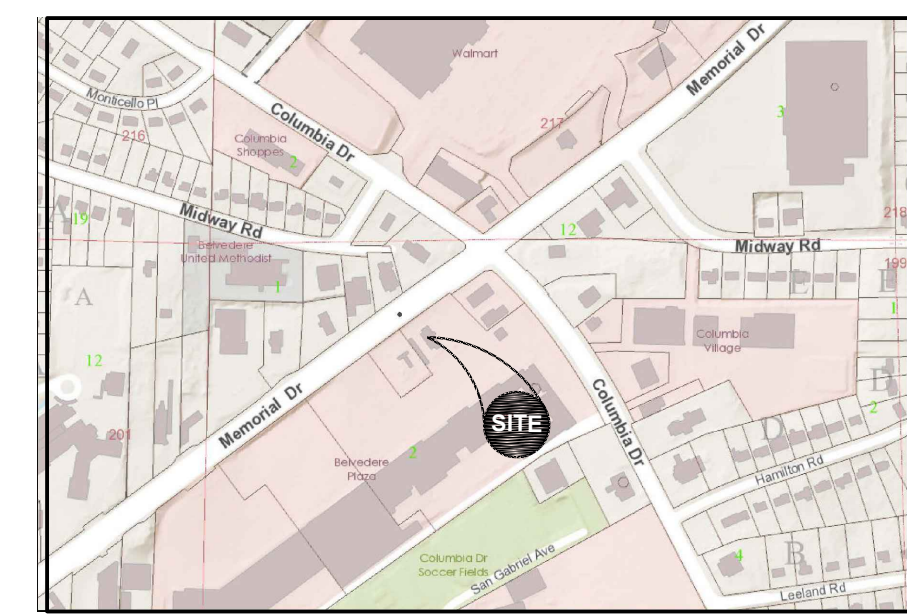 Walmart
Memorial Dr
Monticello Pl
216
Columbia Dr
217
3
Columbia
Shoppes
2
A
19
Midway Rd
12
218
Belvedere
United Methodist
Midway Rd
199
1
E
A
1
Columbia
Village
12
D
SITE
Columbia Dr
2
Memorial Dr
201
D
2
Belvedere
Plaza
Hamilton Rd
Columbia Dr
Soccer Fields
San Gabriel Ave
4
B
Leeland Rd